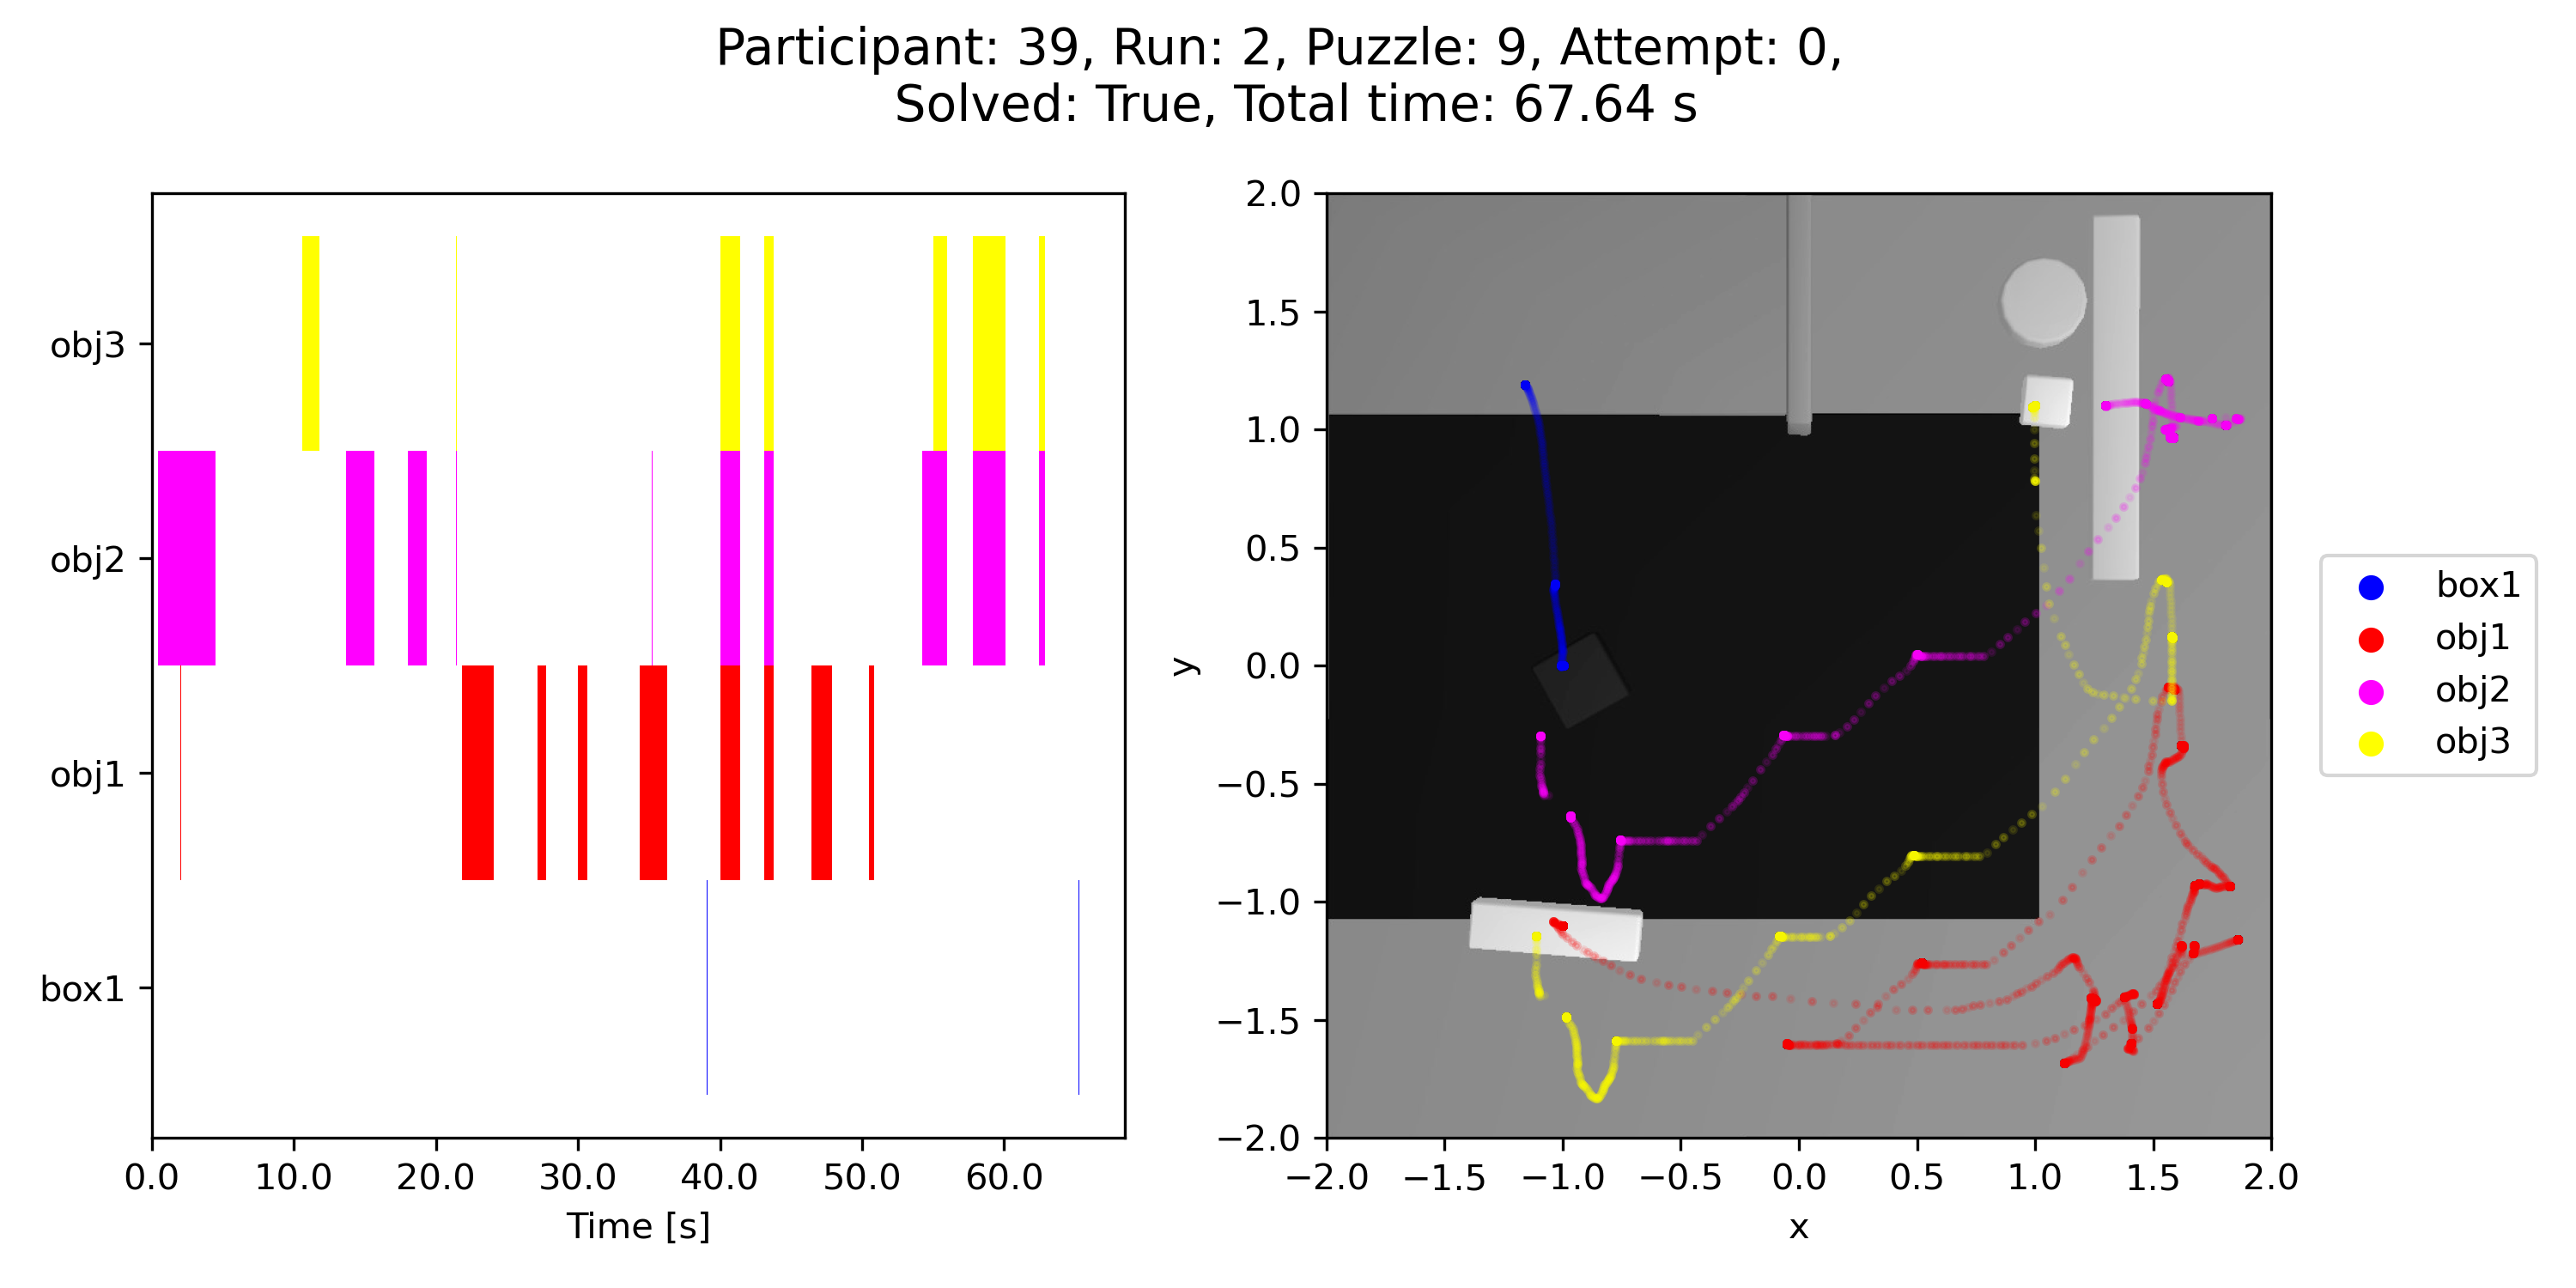 Participant: 39, Run: 2, Puzzle: 9, Attempt: 0,
Solved: True, Total time: 67.64 s
obj3
obj2
obj1
box1
0.0 10.0 20.0 30.0 40.0 50.0 60.0
Time [s]
2.0
1.5
1.0
0.5
0.0
−0.5
−1.0
−1.5
−2.0
y
−2.0 −1.5 −1.0 −0.5 0.0 0.5 1.0 1.5 2.0
x
box1
obj1
obj2
obj3